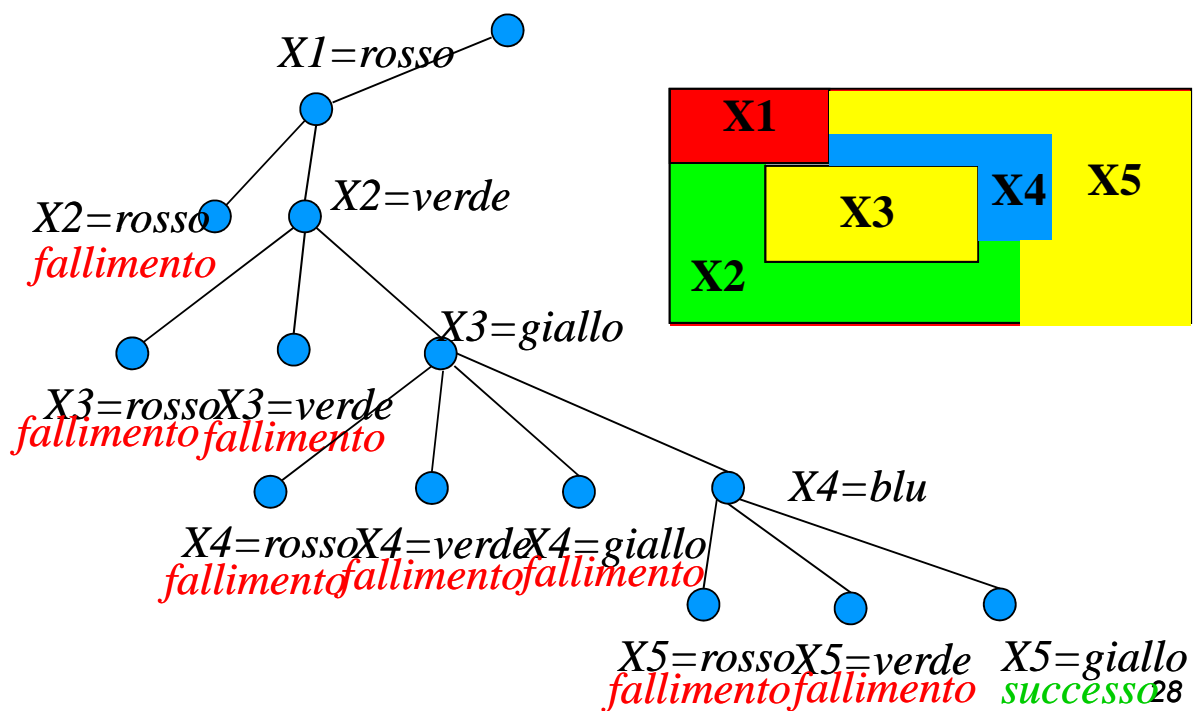 X1=rosso
X2=rosso
fallimento
X2=verde
X3=rosso
fallimento
X3=verde
fallimento
X3=giallo
X4=rosso
fallimento
X4=verde
fallimento
X4=giallo
fallimento
X4=blu
X5=rosso
fallimento
X5=verde
fallimento
X5=giallo
successo
X1
X2
X3
X4
X5
28